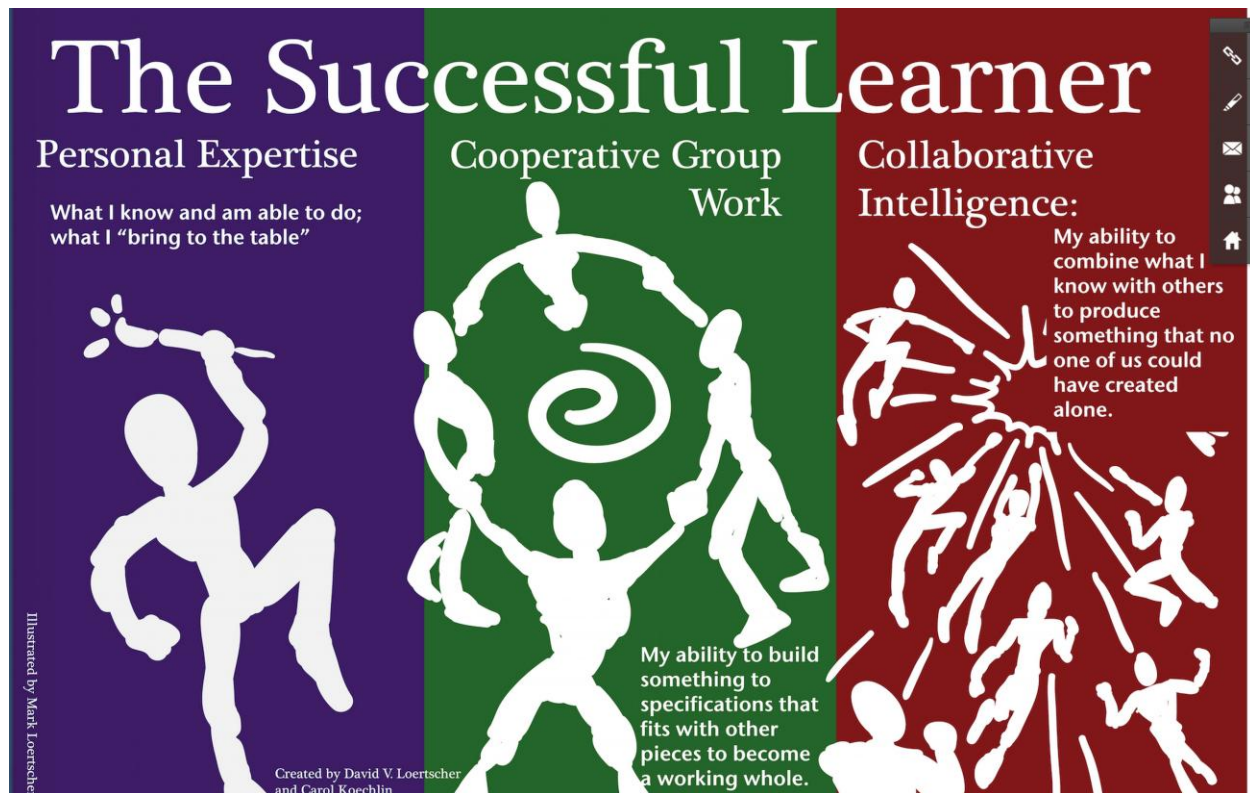 The Successful Learner
Personal Expertise
What I know and am able to do;
what I “bring to the table”
Cooperative Group
Work
My ability to build
something to
specifications that
fits with other
pieces to become
a working whole.
Collaborative
Intelligence:
My ability to
combine what I
know with others
to produce
something that no
one of us could
have created
alone.
Illustrated by Mark Loertsche
Created by David V. Loertscher
and Carol Koechlin